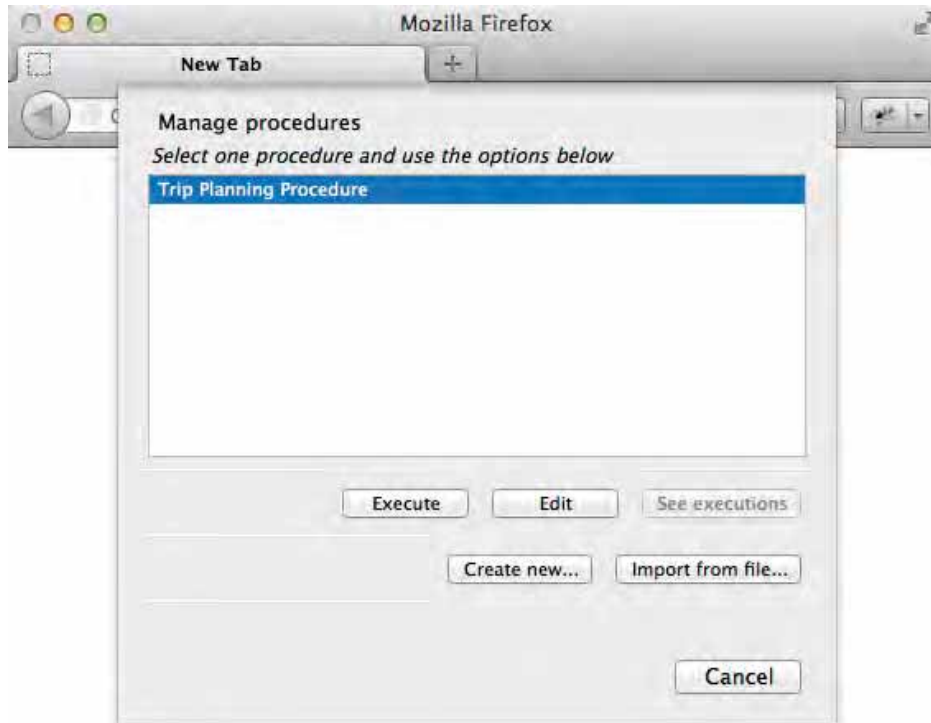 Mozilla Firefox
New Tab
Manage procedures
Select one procedure and use the options below
Trip Planning Procedure
Execute Edit See executions
Create new... Import from file...
Cancel